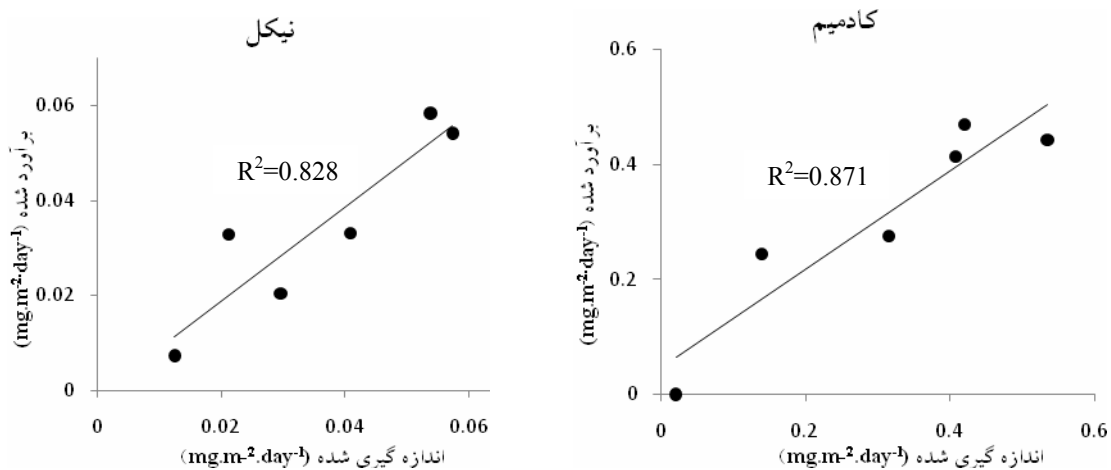 نیکل
0.06
0.04
0.02
0
R²=0.828
برآورد شده (mg.m⁻².day⁻¹)
0 0.02 0.04 0.06
اندازه گیری شده (mg.m⁻².day⁻¹)
کادمیم
0.6
0.4
0.2
0
R²=0.871
برآورد شده (mg.m⁻².day⁻¹)
0 0.2 0.4 0.6
اندازه گیری شده (mg.m⁻².day⁻¹)